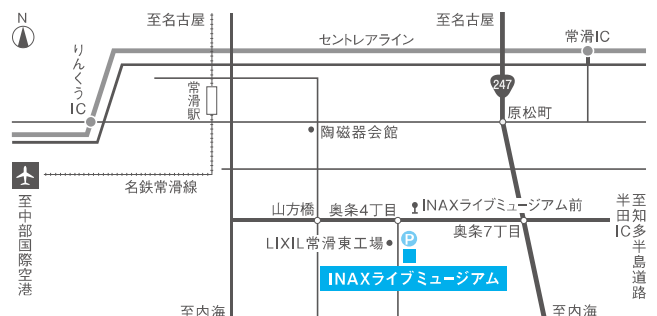 N
至名古屋
至名古屋
セントレアライン
常滑IC
りんくうIC
常滑駅
247
原松町
陶磁器会館
名鉄常滑線
至中部国際空港
山方橋
奥条4丁目
INAXライブミュージアム前
奥条7丁目
至知多半島道路
半田IC
LIXIL常滑東工場
P
INAXライブミュージアム
至内海
至内海